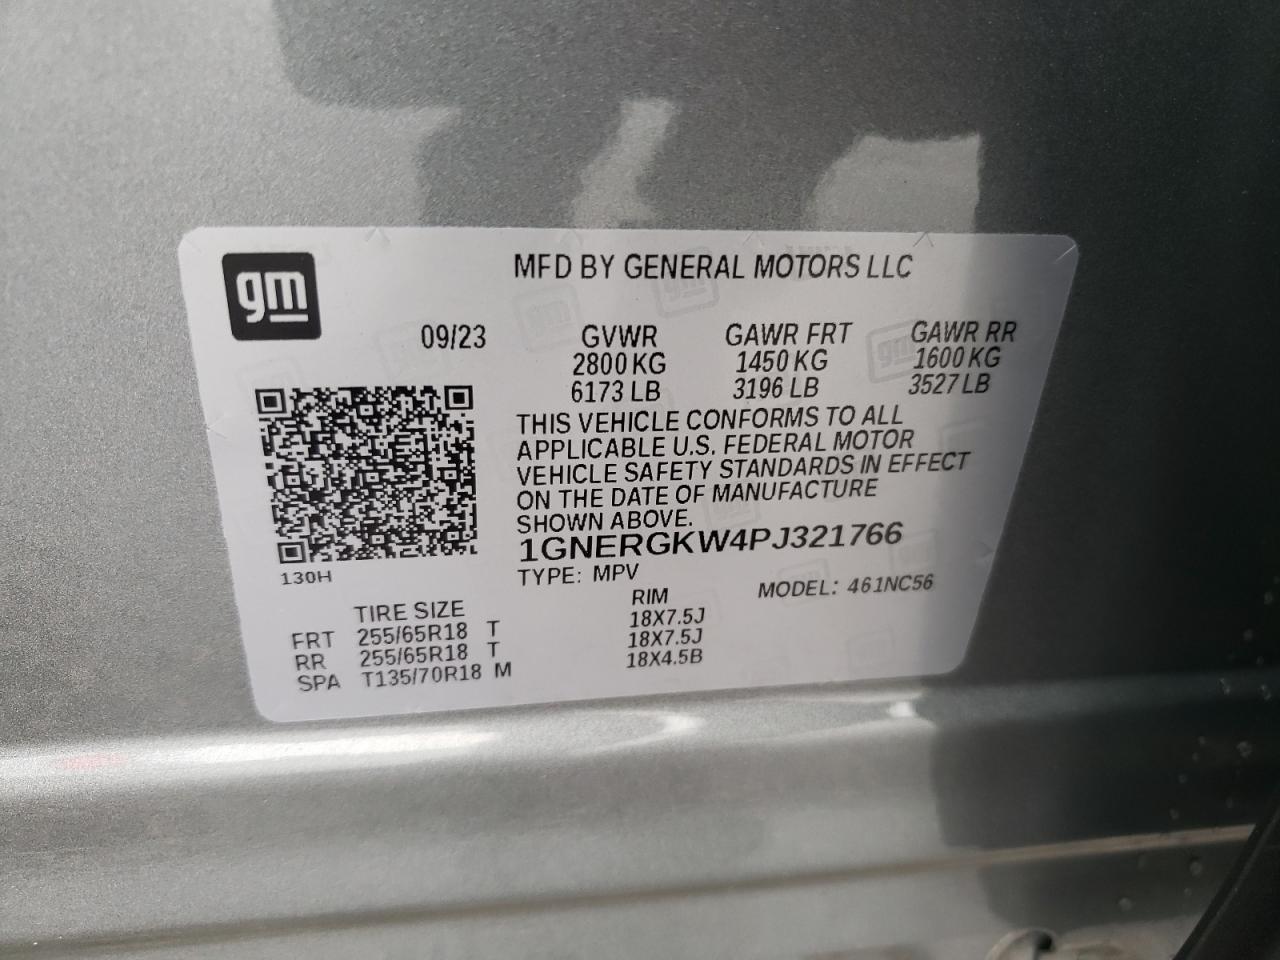 gm
MFD BY GENERAL MOTORS LLC
09/23 GVWR GAWR FRT GAWR RR
2800 KG 1450 KG 1600 KG
6173 LB 3196 LB 3527 LB
THIS VEHICLE CONFORMS TO ALL
APPLICABLE U.S. FEDERAL MOTOR
VEHICLE SAFETY STANDARDS IN EFFECT
ON THE DATE OF MANUFACTURE
SHOWN ABOVE.
1GNERGKW4PJ321766
130H TYPE: MPV MODEL: 461NC56
TIRE SIZE RIM
FRT 255/65R18 T 18X7.5J
RR 255/65R18 T 18X7.5J
SPA T135/70R18 M 18X4.5B